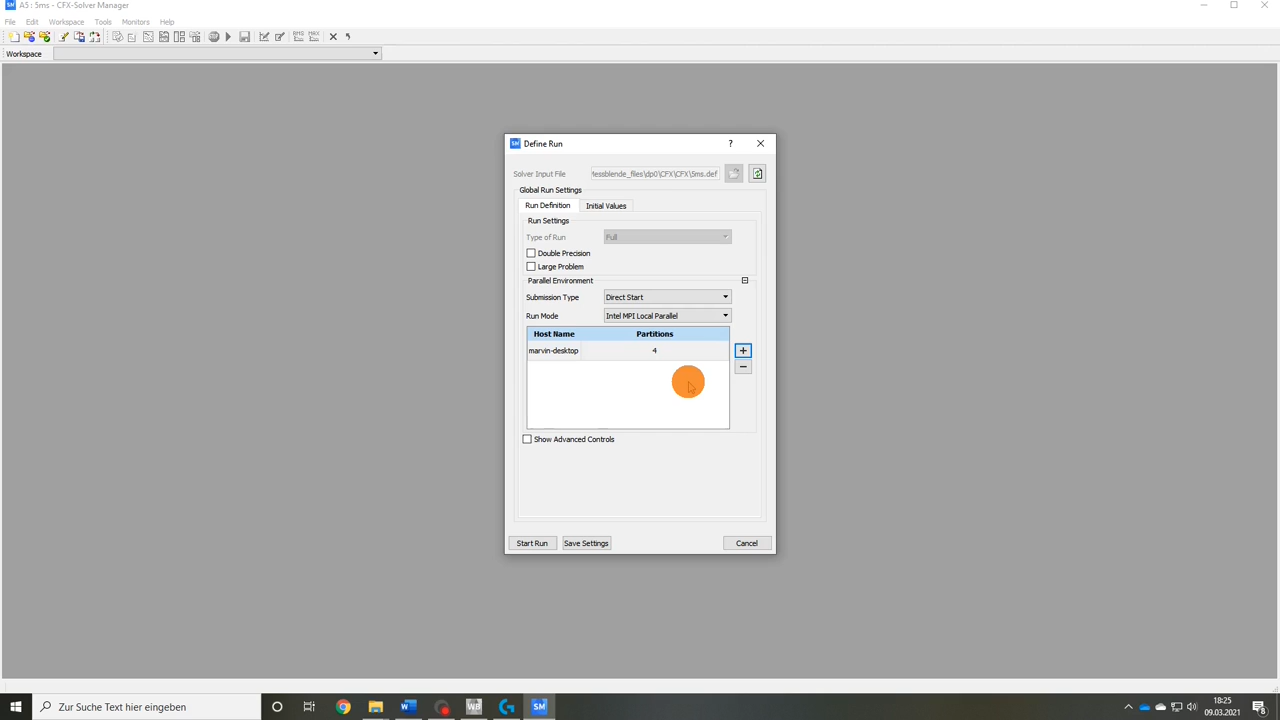 A5 : 5ms - CFX-Solver Manager
File Edit Workspace Tools Monitors Help
Workspace
Define Run
Solver Input File Messblende_files\dp0\CFX\CFX\5ms.def
Global Run Settings
Run Definition Initial Values
Run Settings
Type of Run Full
Double Precision
Large Problem
Parallel Environment
Submission Type Direct Start
Run Mode Intel MPI Local Parallel
Host Name Partitions
marvin-desktop 4
Show Advanced Controls
Start Run Save Settings Cancel
Zur Suche Text hier eingeben
18:25
09.03.2021